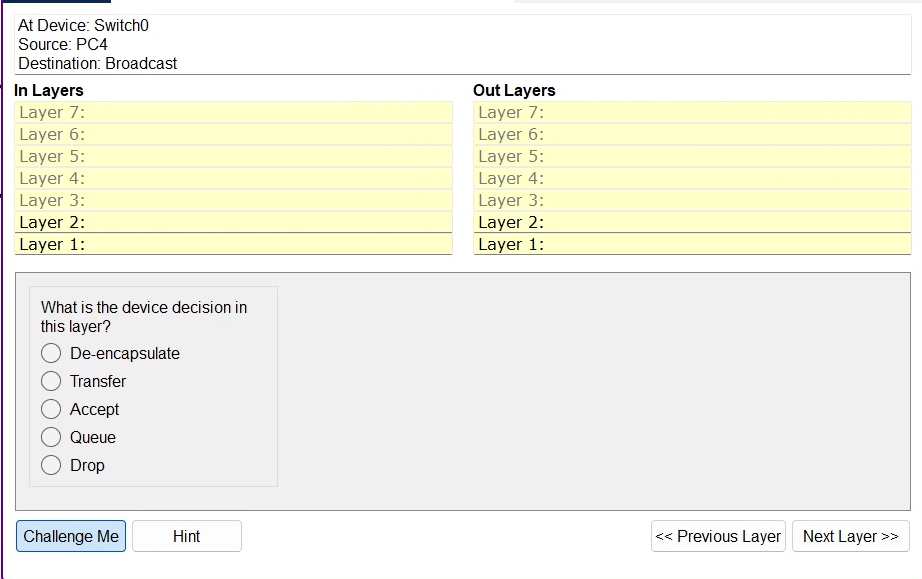 At Device: Switch0
Source: PC4
Destination: Broadcast
In Layers
Layer 7:
Layer 6:
Layer 5:
Layer 4:
Layer 3:
Layer 2:
Layer 1:
Out Layers
Layer 7:
Layer 6:
Layer 5:
Layer 4:
Layer 3:
Layer 2:
Layer 1:
What is the device decision in
this layer?
De-encapsulate
Transfer
Accept
Queue
Drop
Challenge Me
Hint
<< Previous Layer
Next Layer >>